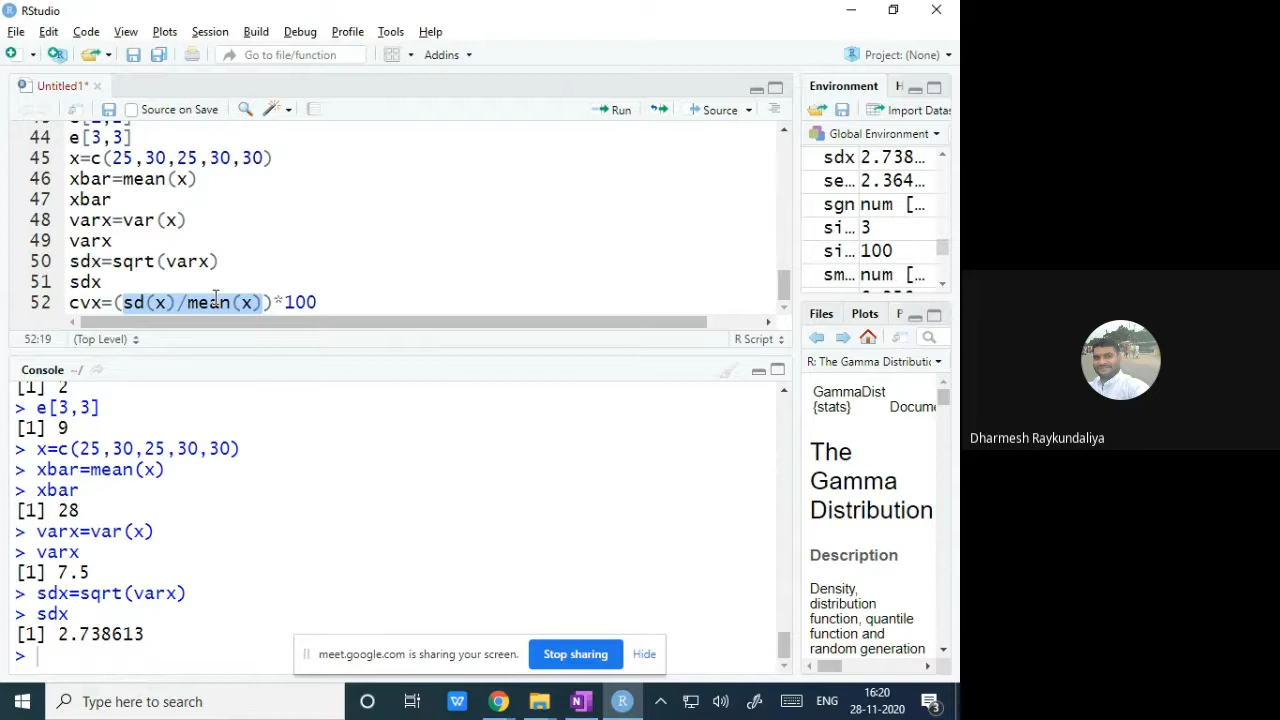 RStudio
File Edit Code View Plots Session Build Debug Profile Tools Help
Go to file/function Addins Project: (None)
Untitled1*
Source on Save Run Source
44 e[3,3]
45 x=c(25,30,25,30,30)
46 xbar=mean(x)
47 xbar
48 varx=var(x)
49 varx
50 sdx=sqrt(varx)
51 sdx
52 cvx=(sd(x)/mean(x))*100
52:19 (Top Level) R Script
Console ~/
[1] 2
> e[3,3]
[1] 9
> x=c(25,30,25,30,30)
> xbar=mean(x)
> xbar
[1] 28
> varx=var(x)
> varx
[1] 7.5
> sdx=sqrt(varx)
> sdx
[1] 2.738613
>
Environment H
Import Datas
Global Environment
sdx 2.738...
se... 2.364...
sgn num [...
si... 3
si... 100
sm... num [...
Files Plots P
R: The Gamma Distributic
GammaDist
{stats} Docume
The
Gamma
Distribution
Description
Density,
distribution
function, quantile
function and
random generation
meet.google.com is sharing your screen. Stop sharing Hide
Dharmesh Raykundaliya
Type here to search
ENG
16:20
28-11-2020
3